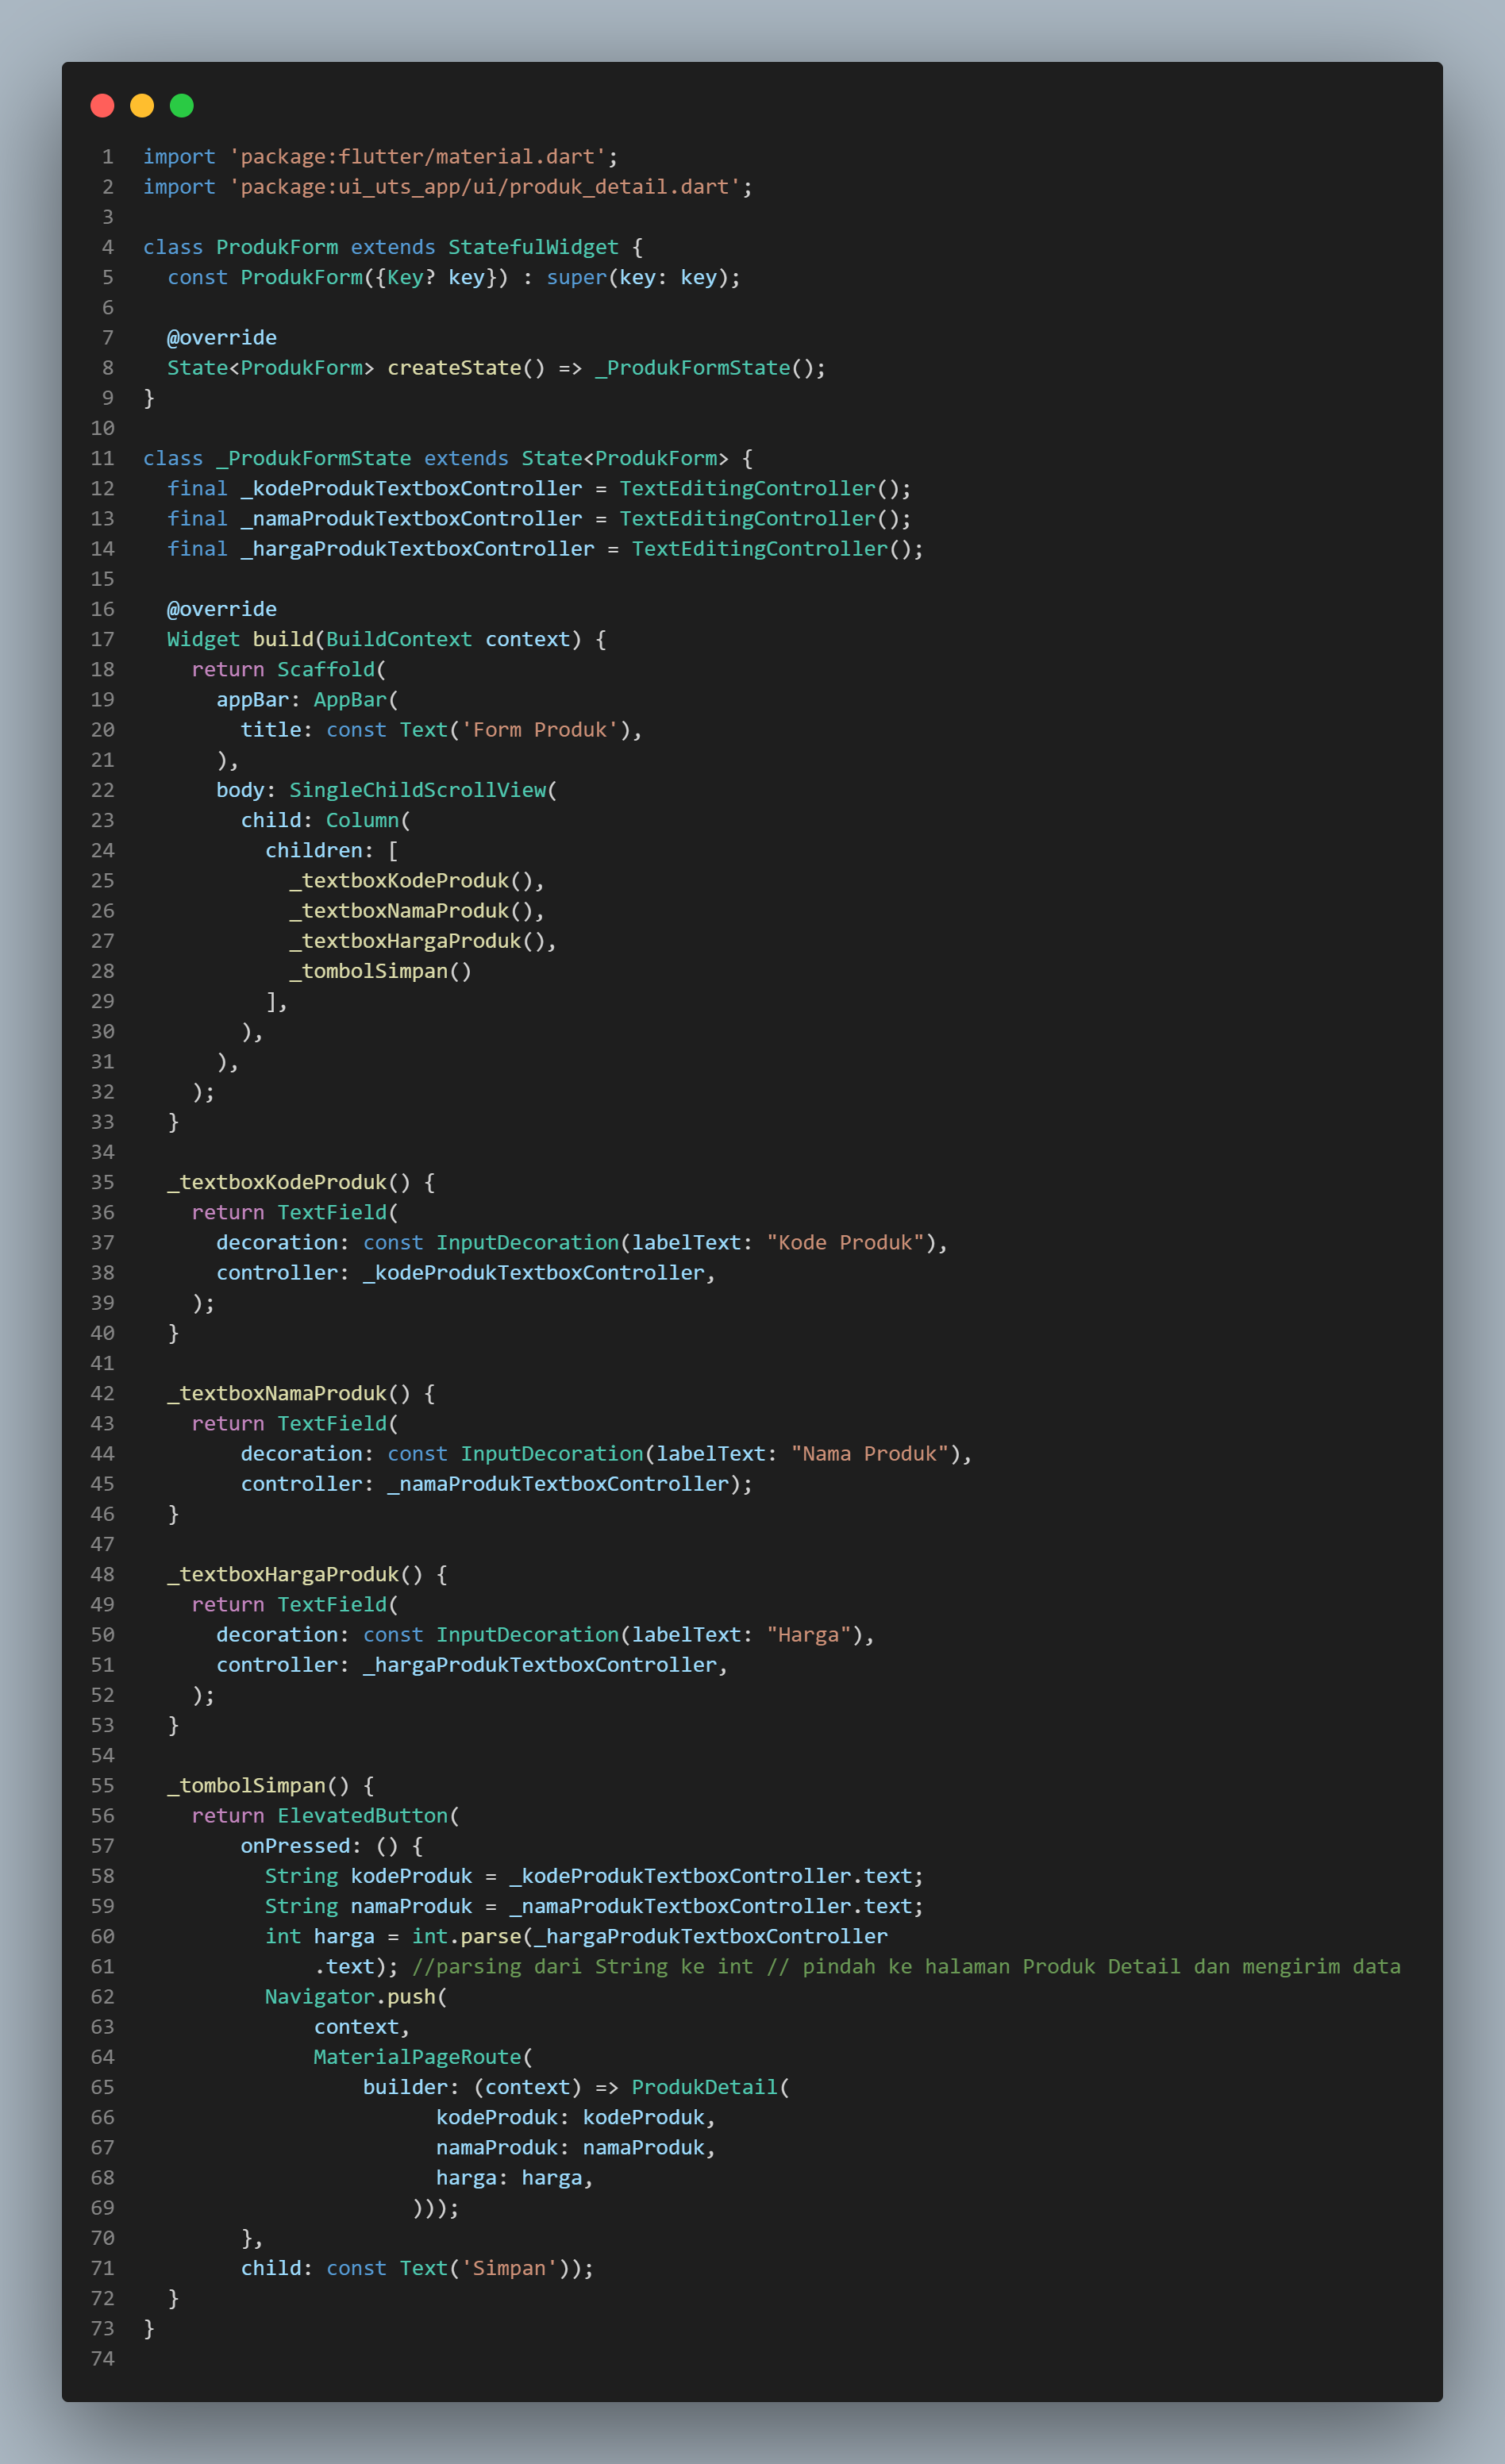 1 import 'package:flutter/material.dart';
2 import 'package:ui_uts_app/ui/produk_detail.dart';
3
4 class ProdukForm extends StatefulWidget {
5   const ProdukForm({Key? key}) : super(key: key);
6
7   @override
8   State<ProdukForm> createState() => _ProdukFormState();
9 }
10
11 class _ProdukFormState extends State<ProdukForm> {
12   final _kodeProdukTextboxController = TextEditingController();
13   final _namaProdukTextboxController = TextEditingController();
14   final _hargaProdukTextboxController = TextEditingController();
15
16   @override
17   Widget build(BuildContext context) {
18     return Scaffold(
19       appBar: AppBar(
20         title: const Text('Form Produk'),
21       ),
22       body: SingleChildScrollView(
23         child: Column(
24           children: [
25             _textboxKodeProduk(),
26             _textboxNamaProduk(),
27             _textboxHargaProduk(),
28             _tombolSimpan()
29           ],
30         ),
31       ),
32     );
33   }
34
35   _textboxKodeProduk() {
36     return TextField(
37       decoration: const InputDecoration(labelText: "Kode Produk"),
38       controller: _kodeProdukTextboxController,
39     );
40   }
41
42   _textboxNamaProduk() {
43     return TextField(
44         decoration: const InputDecoration(labelText: "Nama Produk"),
45         controller: _namaProdukTextboxController);
46   }
47
48   _textboxHargaProduk() {
49     return TextField(
50       decoration: const InputDecoration(labelText: "Harga"),
51       controller: _hargaProdukTextboxController,
52     );
53   }
54
55   _tombolSimpan() {
56     return ElevatedButton(
57         onPressed: () {
58           String kodeProduk = _kodeProdukTextboxController.text;
59           String namaProduk = _namaProdukTextboxController.text;
60           int harga = int.parse(_hargaProdukTextboxController
61               .text); //parsing dari String ke int // pindah ke halaman Produk Detail dan mengirim data
62           Navigator.push(
63               context,
64               MaterialPageRoute(
65                   builder: (context) => ProdukDetail(
66                         kodeProduk: kodeProduk,
67                         namaProduk: namaProduk,
68                         harga: harga,
69                       )));
70         },
71         child: const Text('Simpan'));
72   }
73 }
74